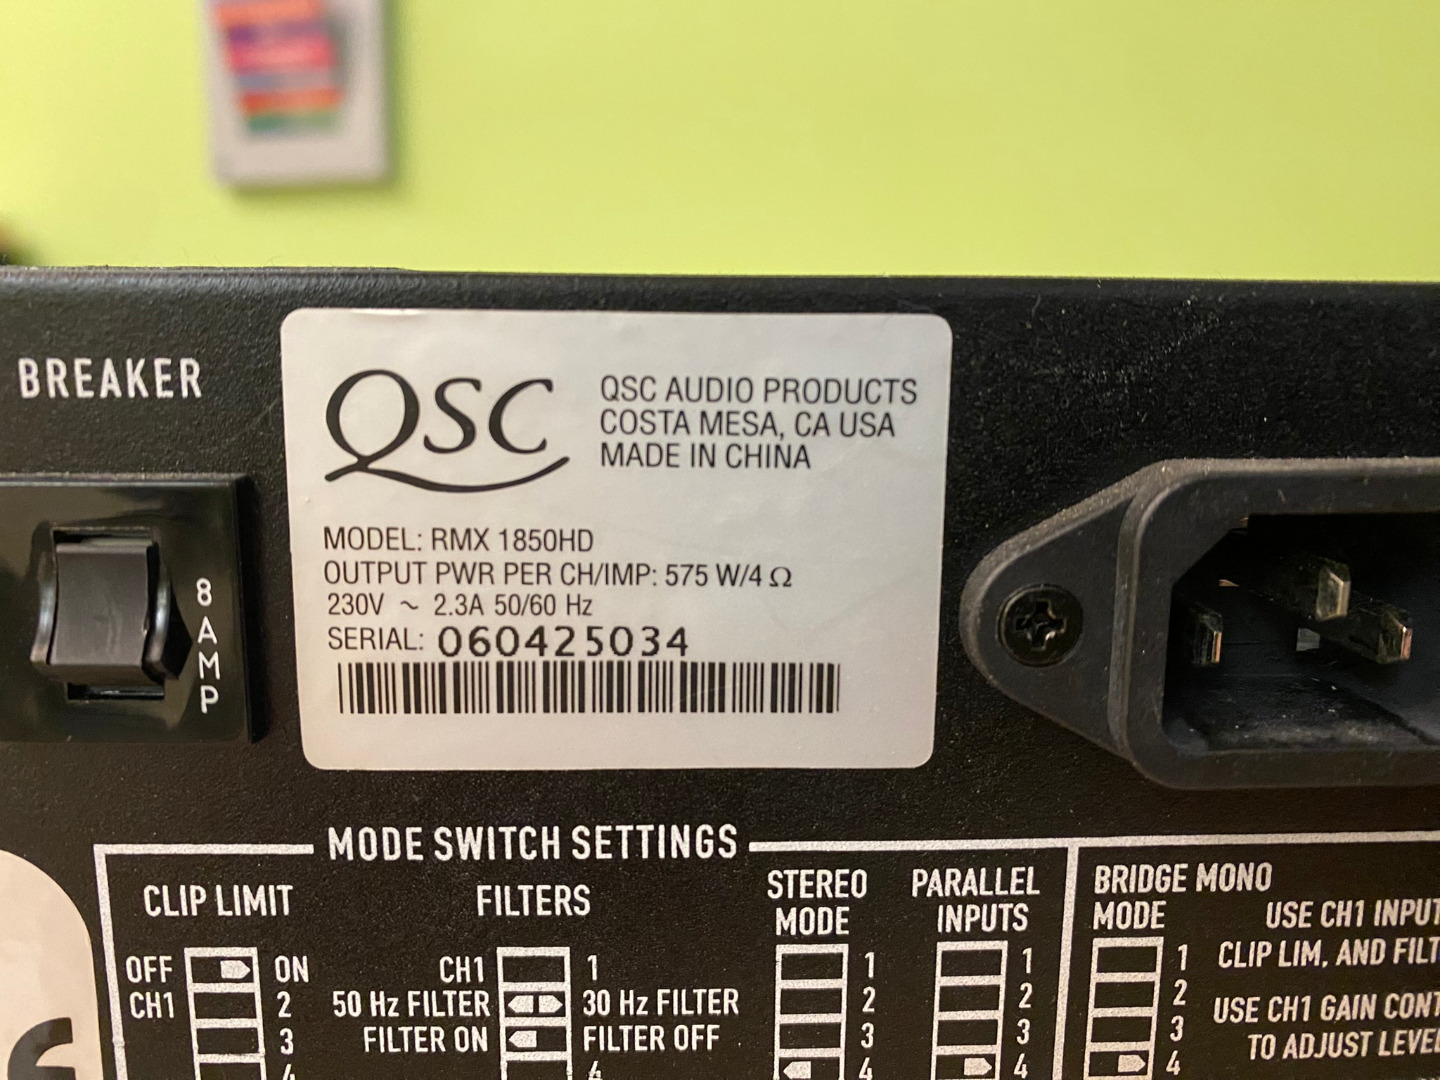 BREAKER
8 AMP
QSC
QSC AUDIO PRODUCTS
COSTA MESA, CA USA
MADE IN CHINA
MODEL: RMX 1850HD
OUTPUT PWR PER CH/IMP: 575 W/4 Ω
230V ~ 2.3A 50/60 Hz
SERIAL: 060425034
MODE SWITCH SETTINGS
CLIP LIMIT
OFF ON
CH1 2
3
4
FILTERS
CH1 1
50 Hz FILTER 30 Hz FILTER
FILTER ON FILTER OFF
4
STEREO
MODE
1
2
3
4
PARALLEL
INPUTS
1
2
3
4
BRIDGE MONO
MODE
1
2
3
4
USE CH1 INPUT
CLIP LIM, AND
USE CH1 GAIN
TO ADJUST